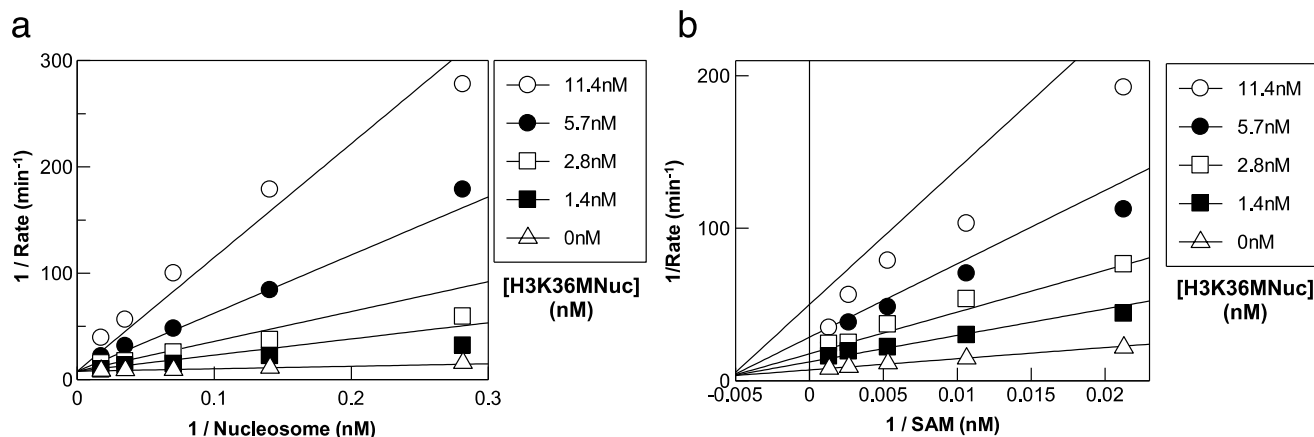 a
300
200
100
0
0
0.1
0.2
0.3
1 / Rate (min⁻¹)
1 / Nucleosome (nM)
11.4nM
5.7nM
2.8nM
1.4nM
0nM
[H3K36MNuc]
(nM)
b
200
100
0
-0.005
0
0.005
0.01
0.015
0.02
1/Rate (min⁻¹)
1 / SAM (nM)
11.4nM
5.7nM
2.8nM
1.4nM
0nM
[H3K36MNuc]
(nM)